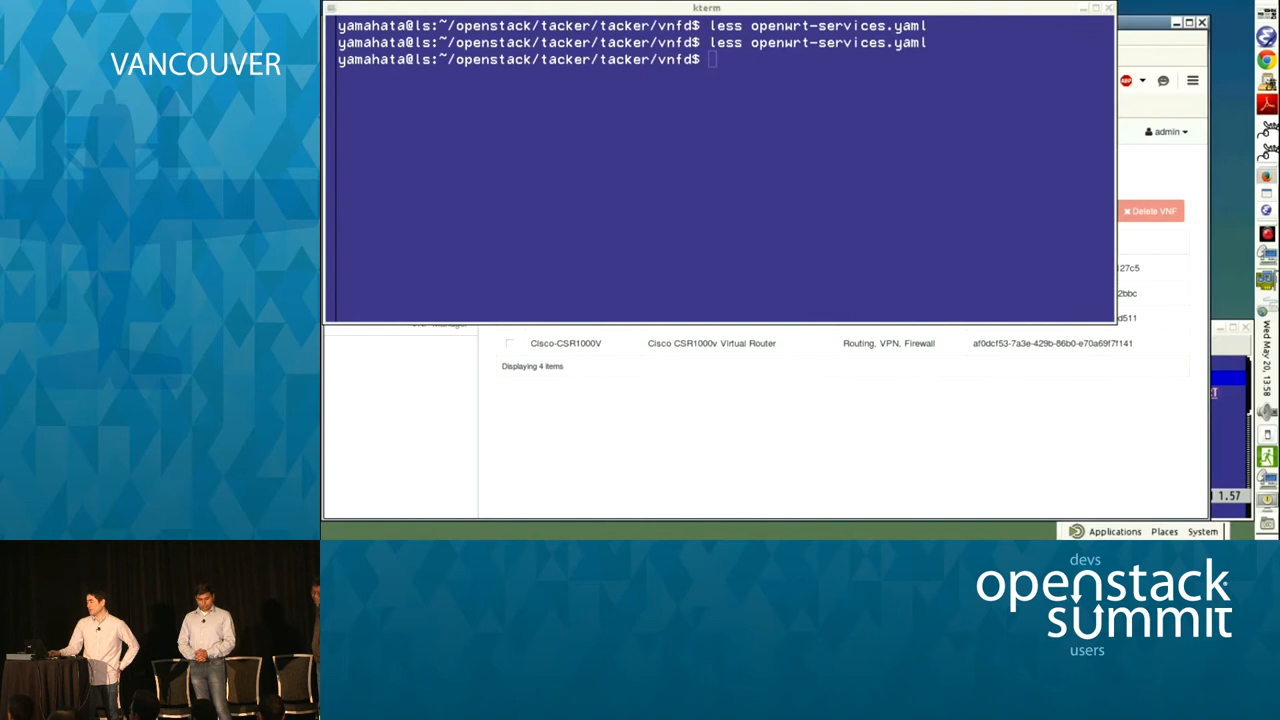 VANCOUVER
kterm
yamahata@ls:~/openstack/tacker/tacker/vnfd$ less openwrt-services.yaml
yamahata@ls:~/openstack/tacker/tacker/vnfd$ less openwrt-services.yaml
yamahata@ls:~/openstack/tacker/tacker/vnfd$
ABP
admin
Delete VNF
27c5
2bbc
d511
Cisco-CSR1000V Cisco CSR1000v Virtual Router Routing, VPN, Firewall af0dcf53-7a3e-429b-86b0-e70a69f7f141
Displaying 4 items
Wed May 20, 13:58
1.57
Applications Places System
devs
openstack
summit
users